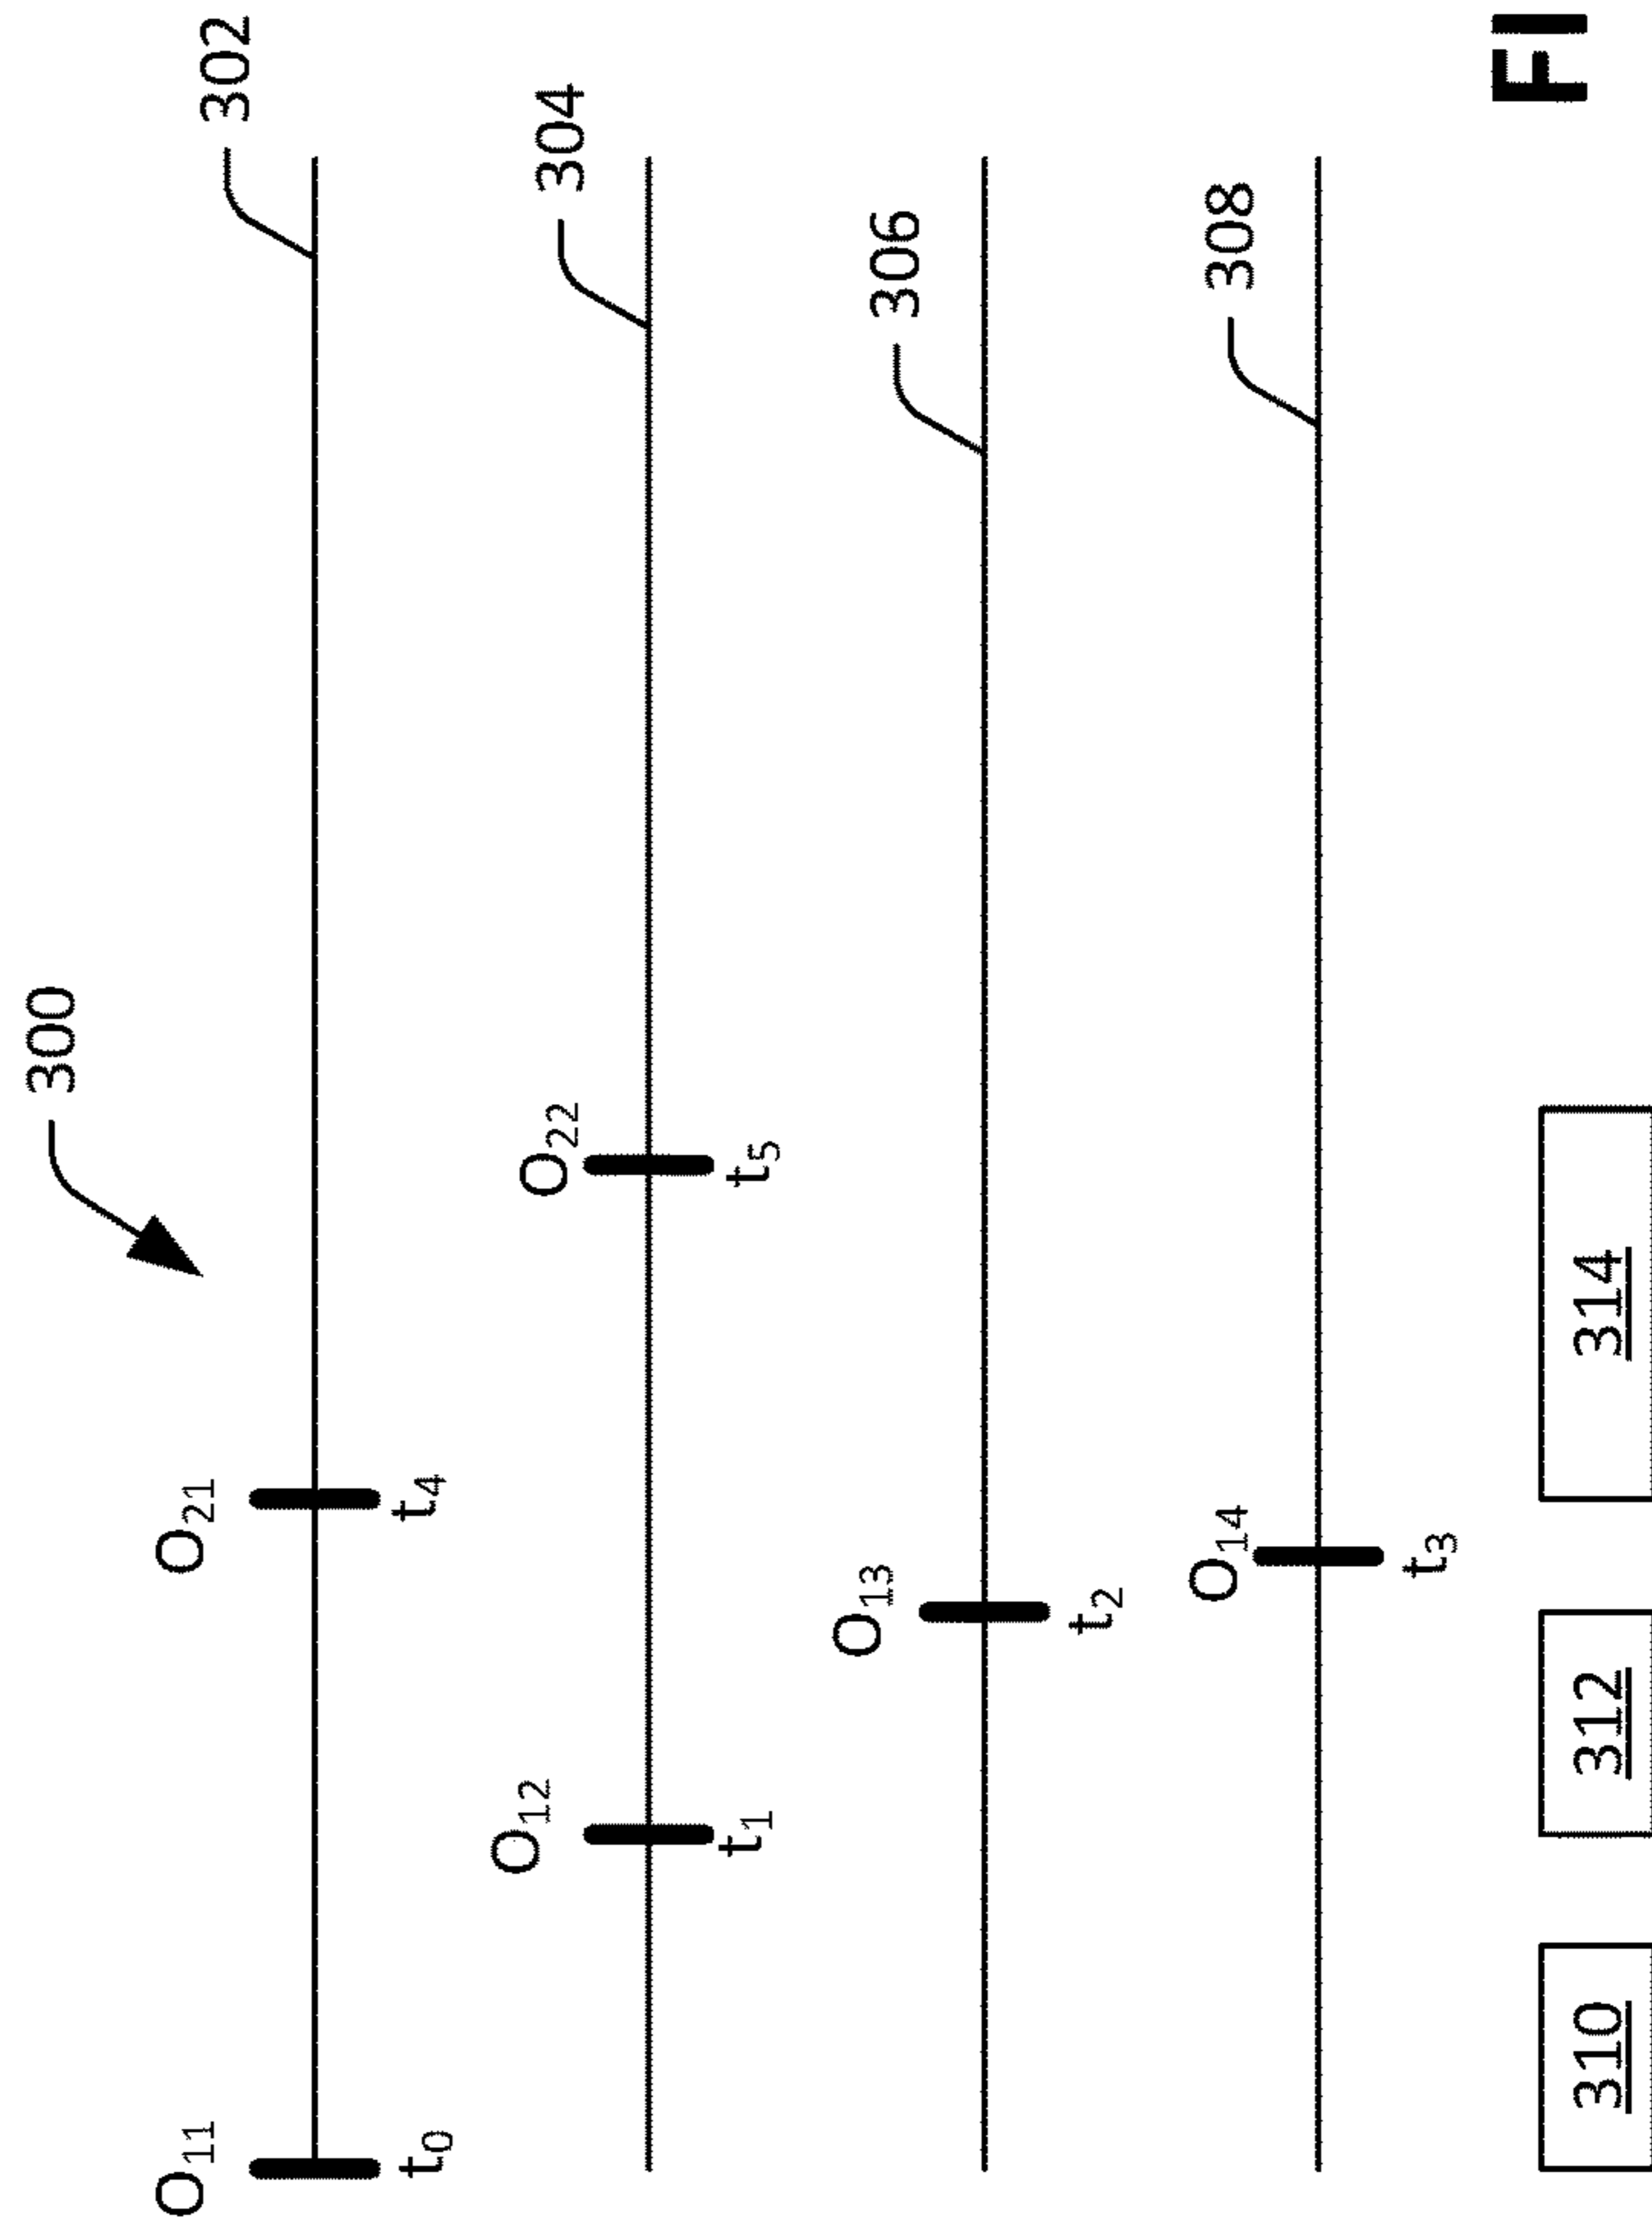 300
O₁₁ O₂₁ 302
t₀ t₄
O₁₂ O₂₂ 304
t₁ t₅
O₁₃ 306
t₂
O₁₄ 308
t₃
310 312 314 FI